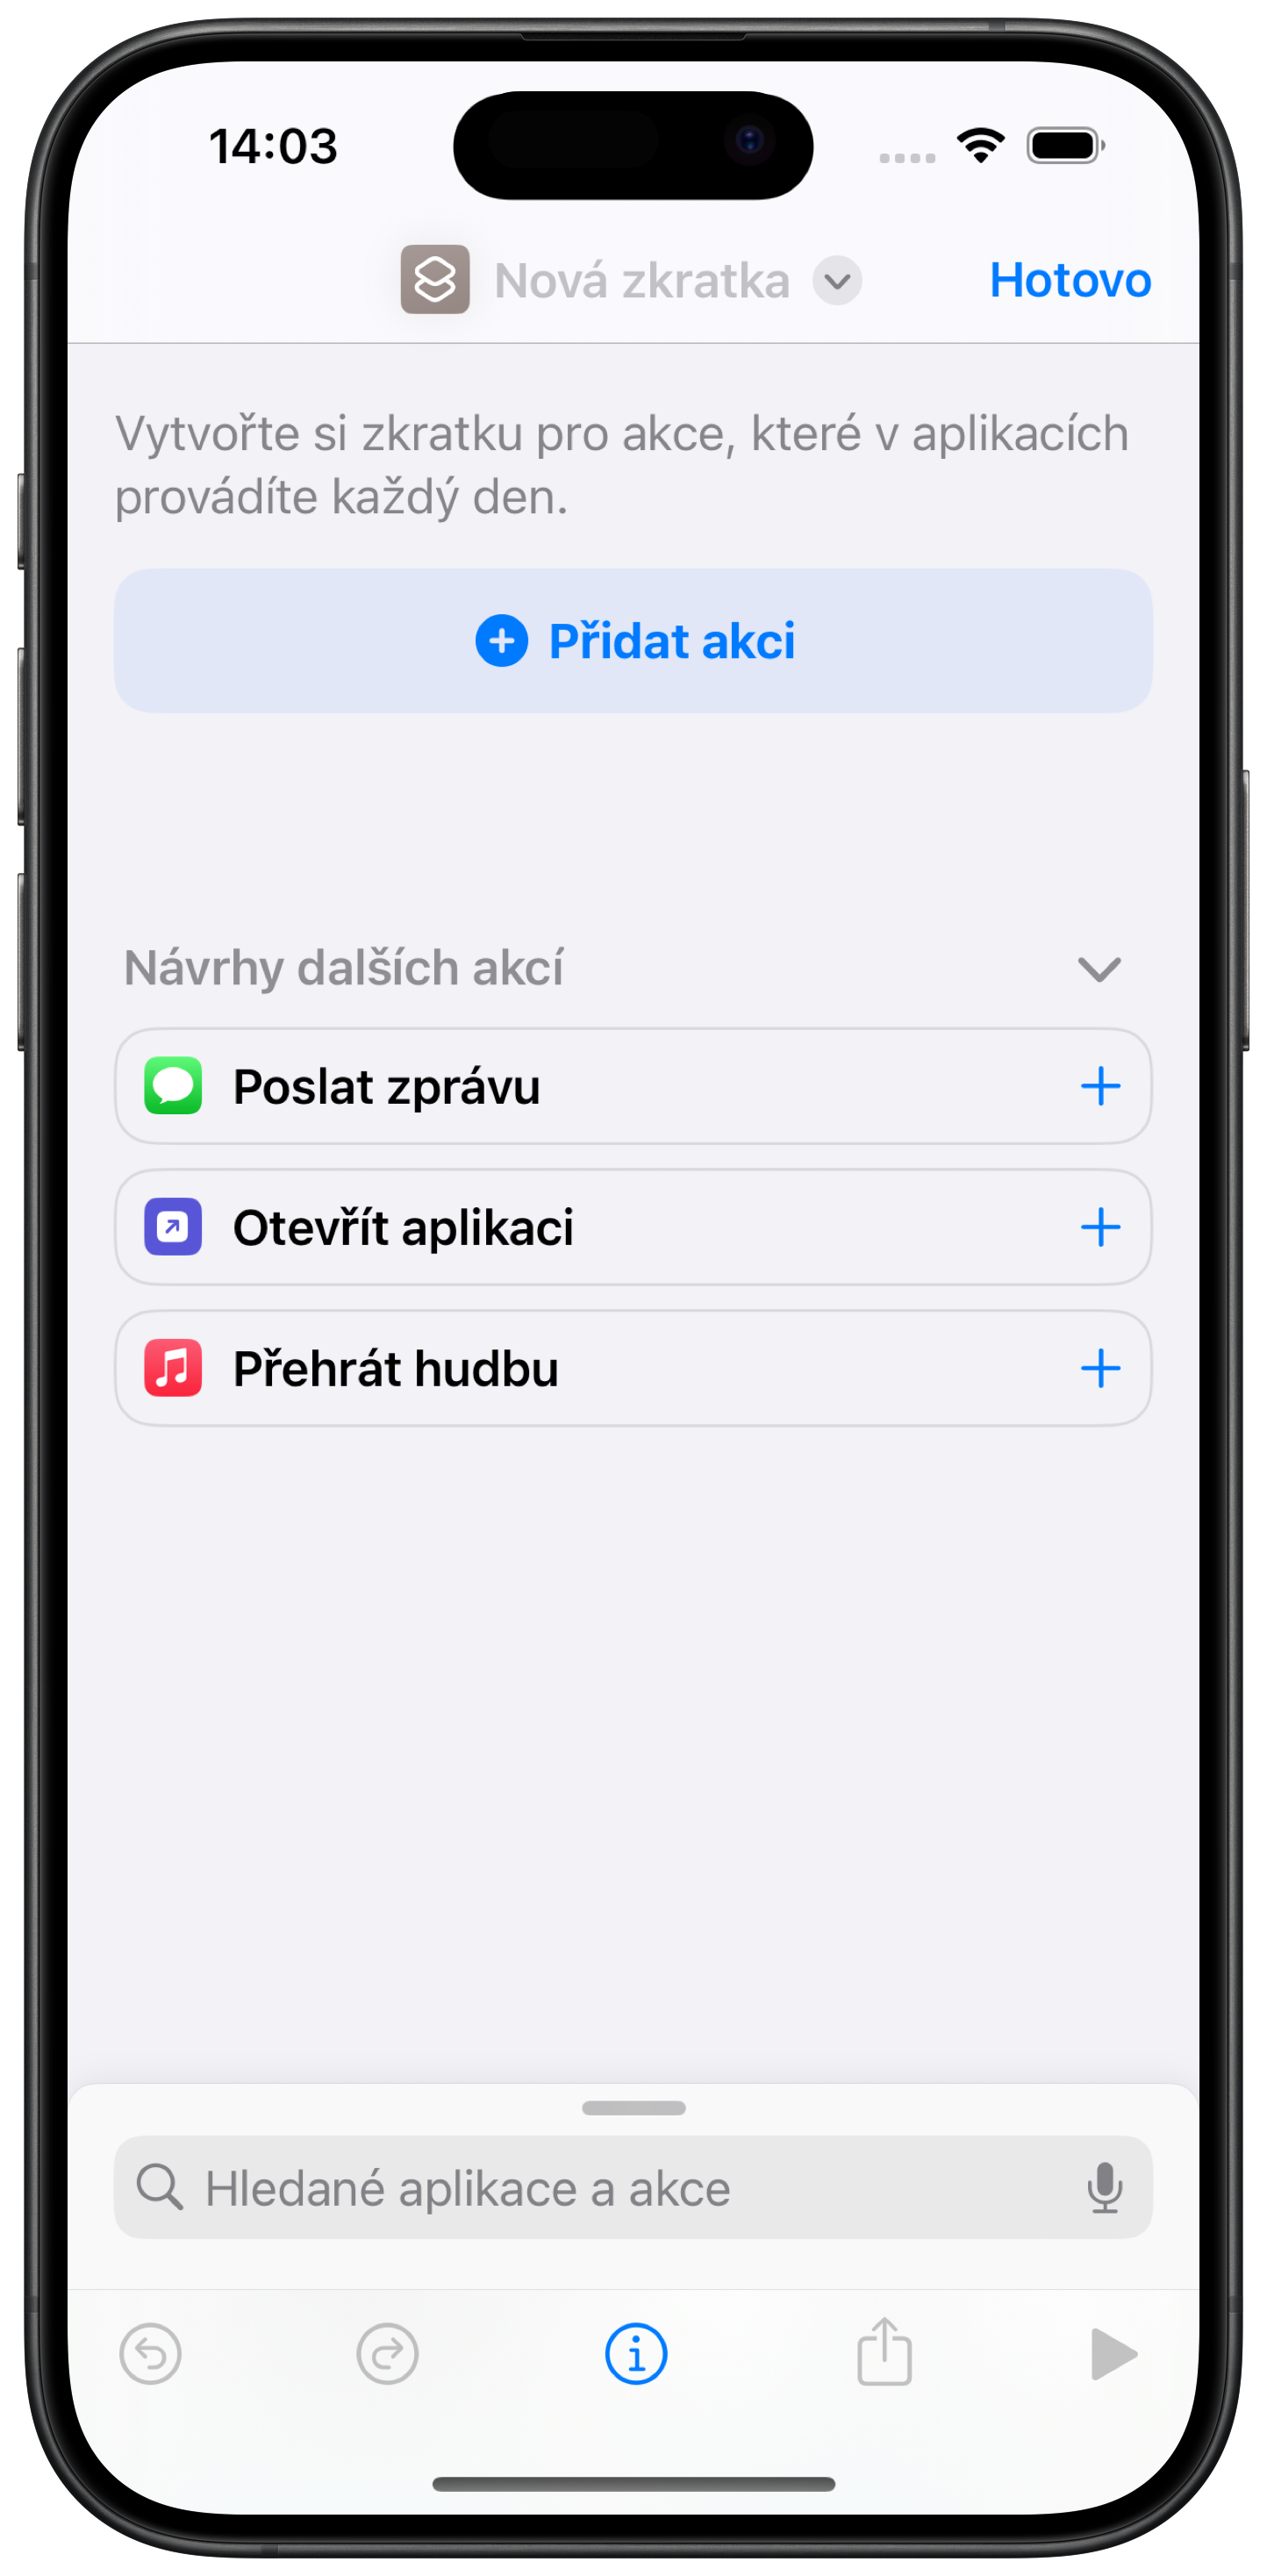 14:03
Nová zkratka
Hotovo
Vytvořte si zkratku pro akce, které v aplikacích
provádíte každý den.
Přidat akci
Návrhy dalších akcí
Poslat zprávu
Otevřít aplikaci
Přehrát hudbu
Hledané aplikace a akce